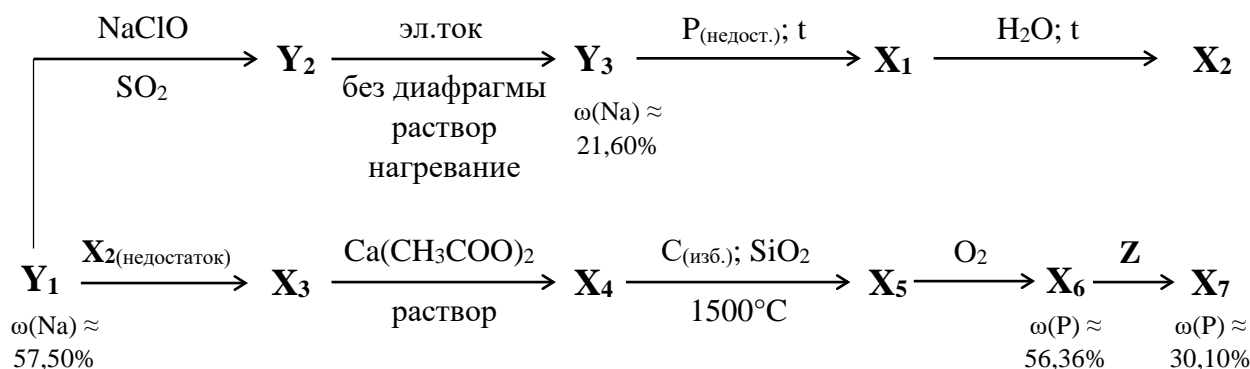 NaClO
эл.ток
P(недост.); t
H₂O; t
Y₂
Y₃
X₁
X₂
SO₂
без диафрагмы
раствор
нагревание
ω(Na) ≈
21,60%
X₂(недостаток)
Ca(CH₃COO)₂
C(изб.); SiO₂
O₂
Z
Y₁
X₃
X₄
X₅
X₆
X₇
раствор
1500°C
ω(Na) ≈
57,50%
ω(P) ≈
56,36%
ω(P) ≈
30,10%